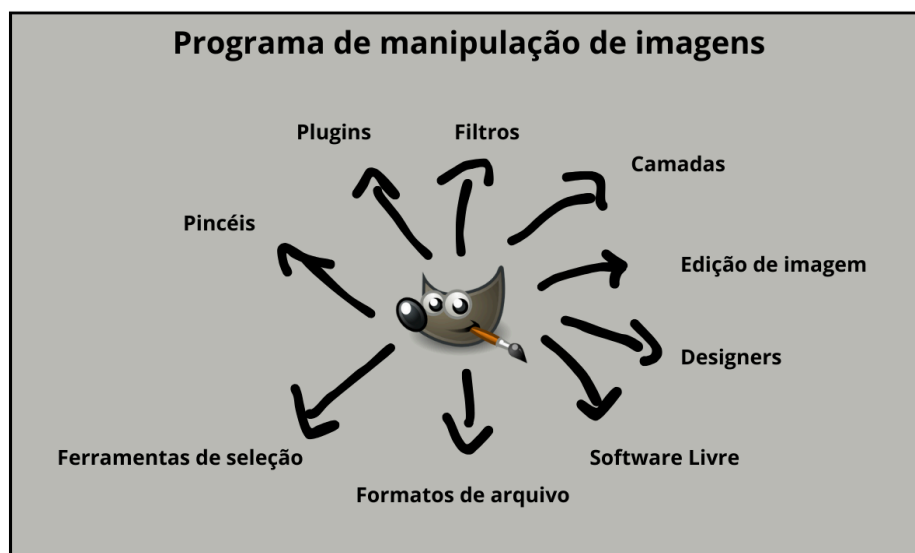 Programa de manipulação de imagens
Plugins
Filtros
Camadas
Pincéis
Edição de imagem
Designers
Ferramentas de seleção
Software Livre
Formatos de arquivo